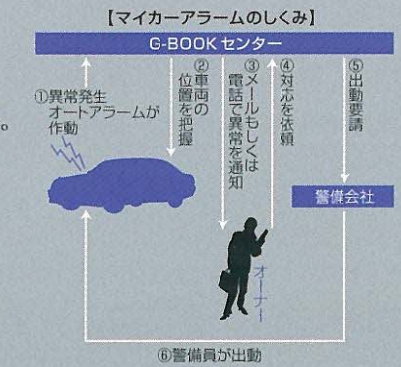 【マイカーアラームのしくみ】
G-BOOKセンター
①異常発生
オートアラームが
作動
②車両の
位置を把握
③メールもしくは
電話で異常を通知
④対応を依頼
⑤出動要請
警備会社
オーナー
⑥警備員が出動
。